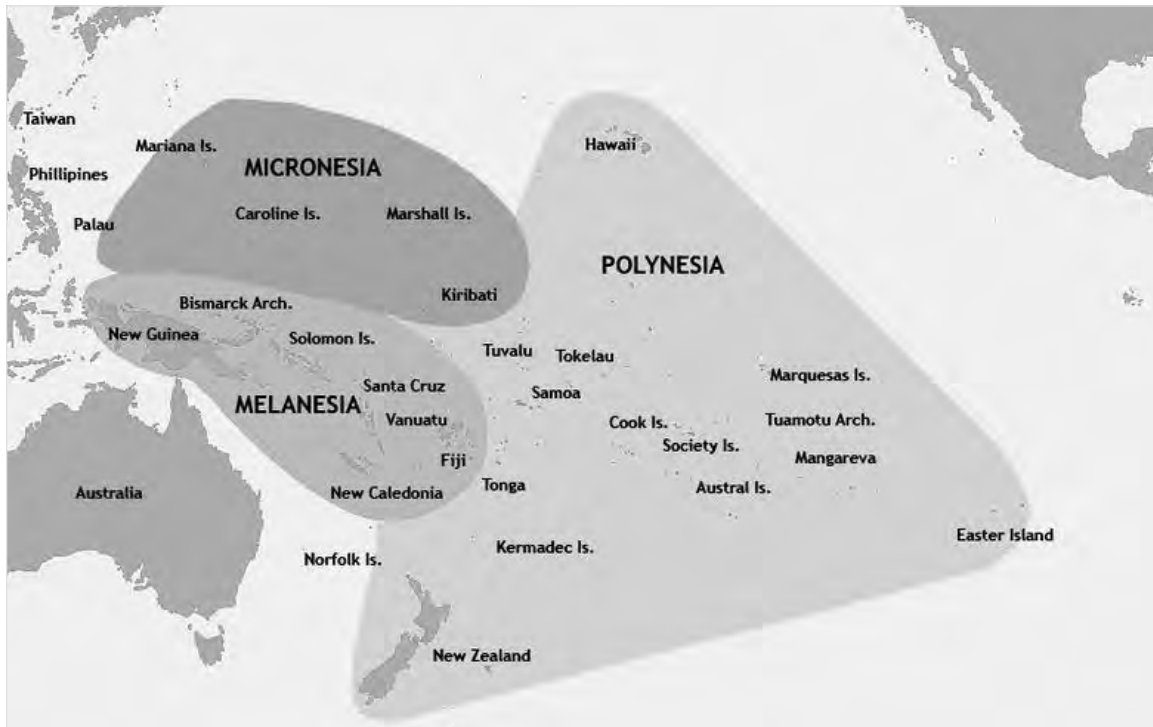 Taiwan
Mariana Is.
Hawaii
MICRONESIA
Phillipines
Palau
Caroline Is.
Marshall Is.
POLYNESIA
Kiribati
Bismarck Arch.
New Guinea
Solomon Is.
Tuvalu
Tokelau
Marquesas Is.
Santa Cruz
Samoa
MELANESIA
Vanuatu
Cook Is.
Tuamotu Arch.
Society Is.
Fiji
Mangareva
Australia
New Caledonia
Tonga
Austral Is.
Easter Island
Kermadec Is.
Norfolk Is.
New Zealand